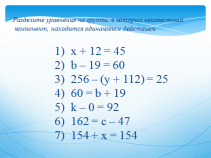 Разделите уравнения на группы, в которых неизвестный
компонент, находится одинаковым действием
1) x + 12 = 45
2) b – 19 = 60
3) 256 – (y + 112) = 25
4) 60 = b + 19
5) k – 0 = 92
6) 162 = c – 47
7) 154 + x = 154